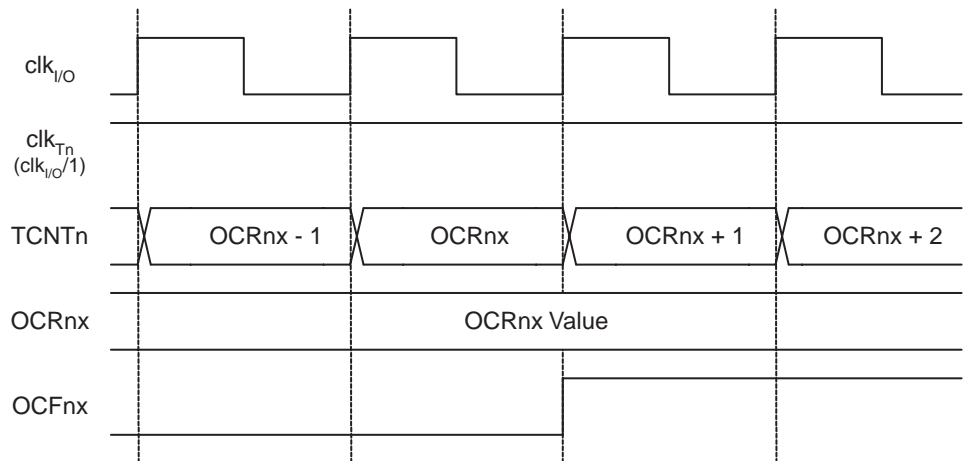 clkI/O
clkTn
(clkI/O/1)
TCNTn
OCRnx - 1
OCRnx
OCRnx + 1
OCRnx + 2
OCRnx
OCRnx Value
OCFnx